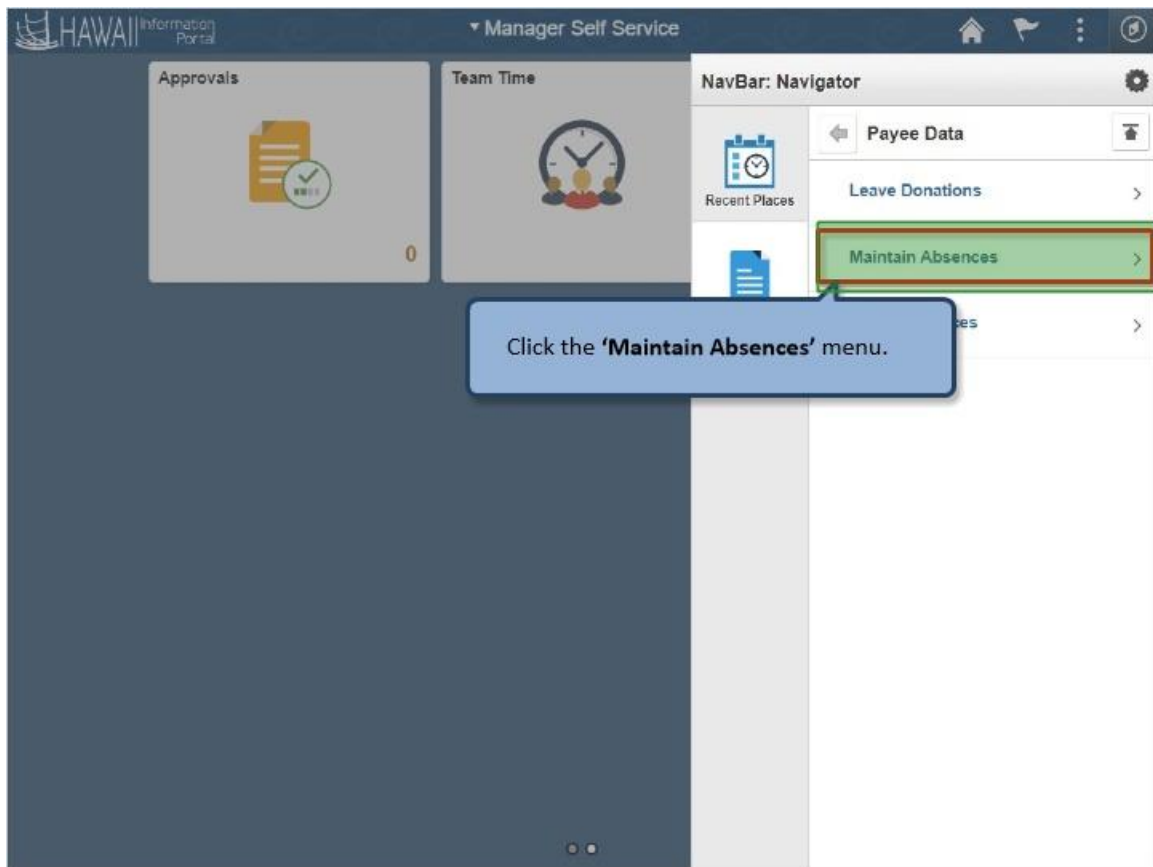 HAWAII Information Portal
Manager Self Service
Approvals
0
Team Time
NavBar: Navigator
Recent Places
Payee Data
Leave Donations
Maintain Absences
Click the ‘Maintain Absences’ menu.